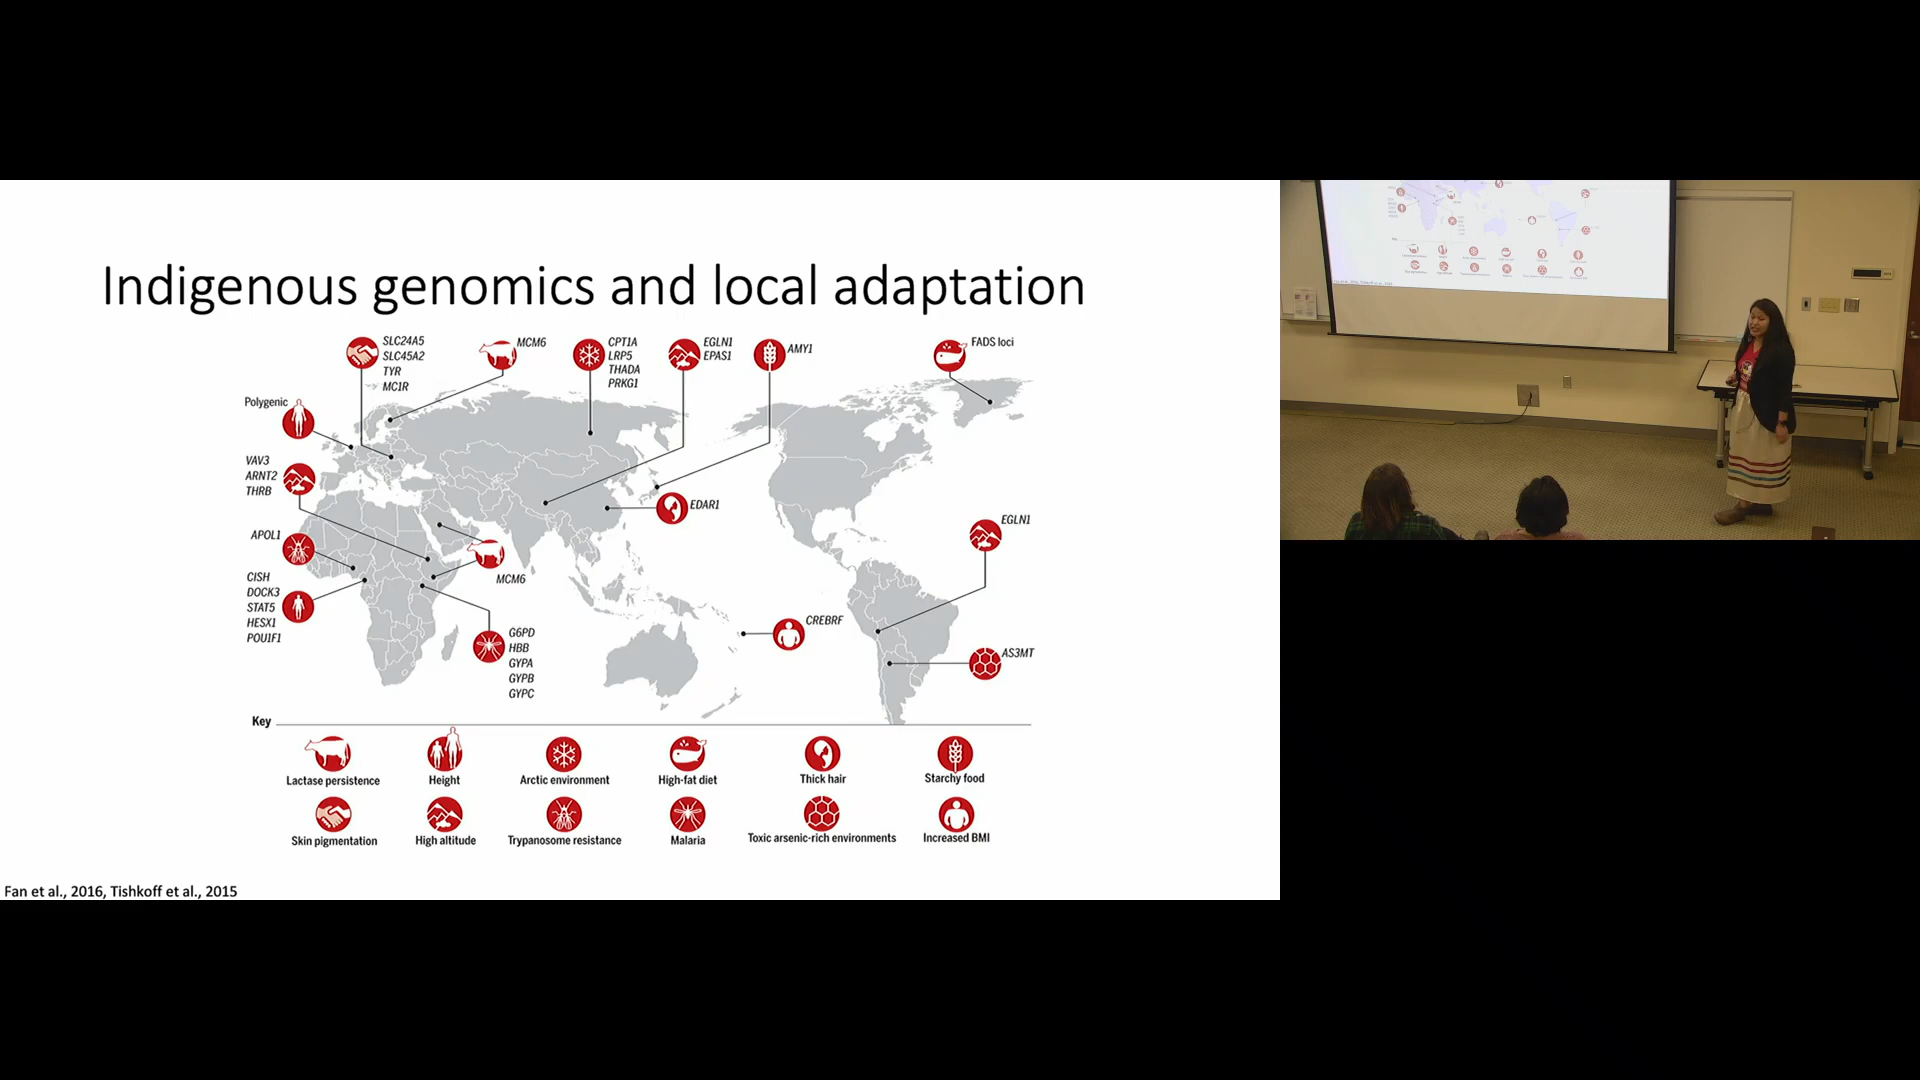 Indigenous genomics and local adaptation
SLC24A5
SLC45A2
TYR
MC1R
MCM6
CPT1A
LRP5
THADA
PRKG1
EGLN1
EPAS1
AMY1
FADS loci
Polygenic
VAV3
ARNT2
THRB
EDAR1
EGLN1
APOL1
MCM6
CISH
DOCK3
STAT5
HESX1
POU1F1
G6PD
HBB
GYPA
GYPB
GYPC
CREBRF
AS3MT
Key
Lactase persistence
Height
Arctic environment
High-fat diet
Thick hair
Starchy food
Skin pigmentation
High altitude
Trypanosome resistance
Malaria
Toxic arsenic-rich environments
Increased BMI
Fan et al., 2016, Tishkoff et al., 2015